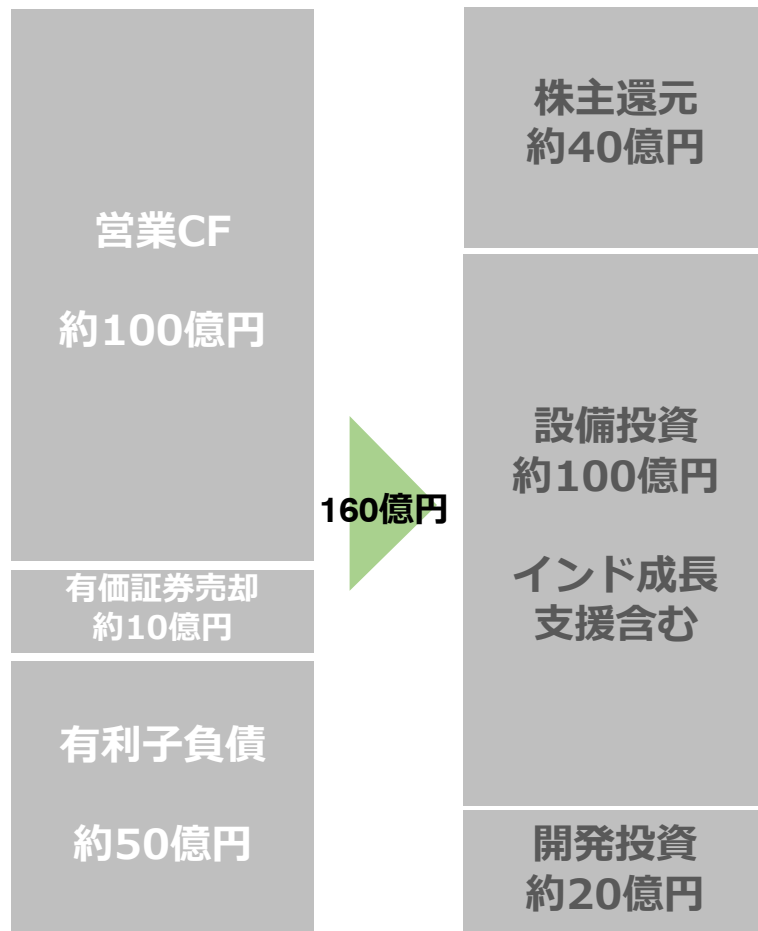 営業CF
約100億円
有価証券売却
約10億円
有利子負債
約50億円
160億円
株主還元
約40億円
設備投資
約100億円
インド成長
支援含む
開発投資
約20億円